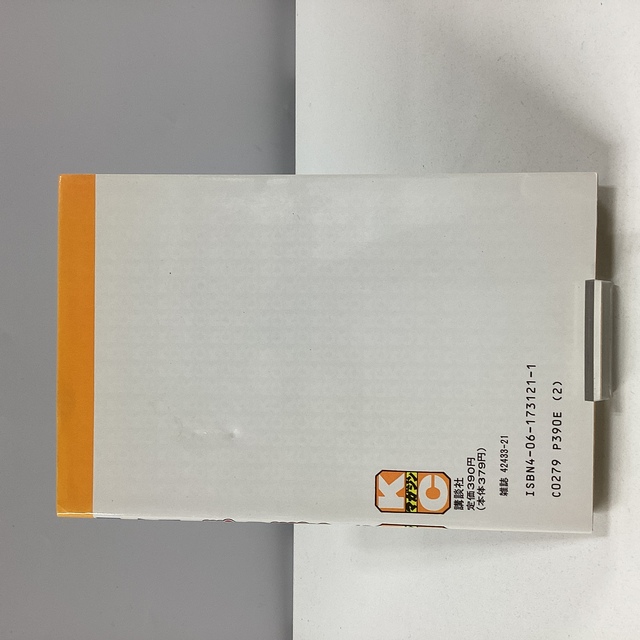 K
マガジン
C
講談社
定価390円
(本体379円)
雑誌 42433-21
ISBN4-06-173121-1
C0279 P390E (2)